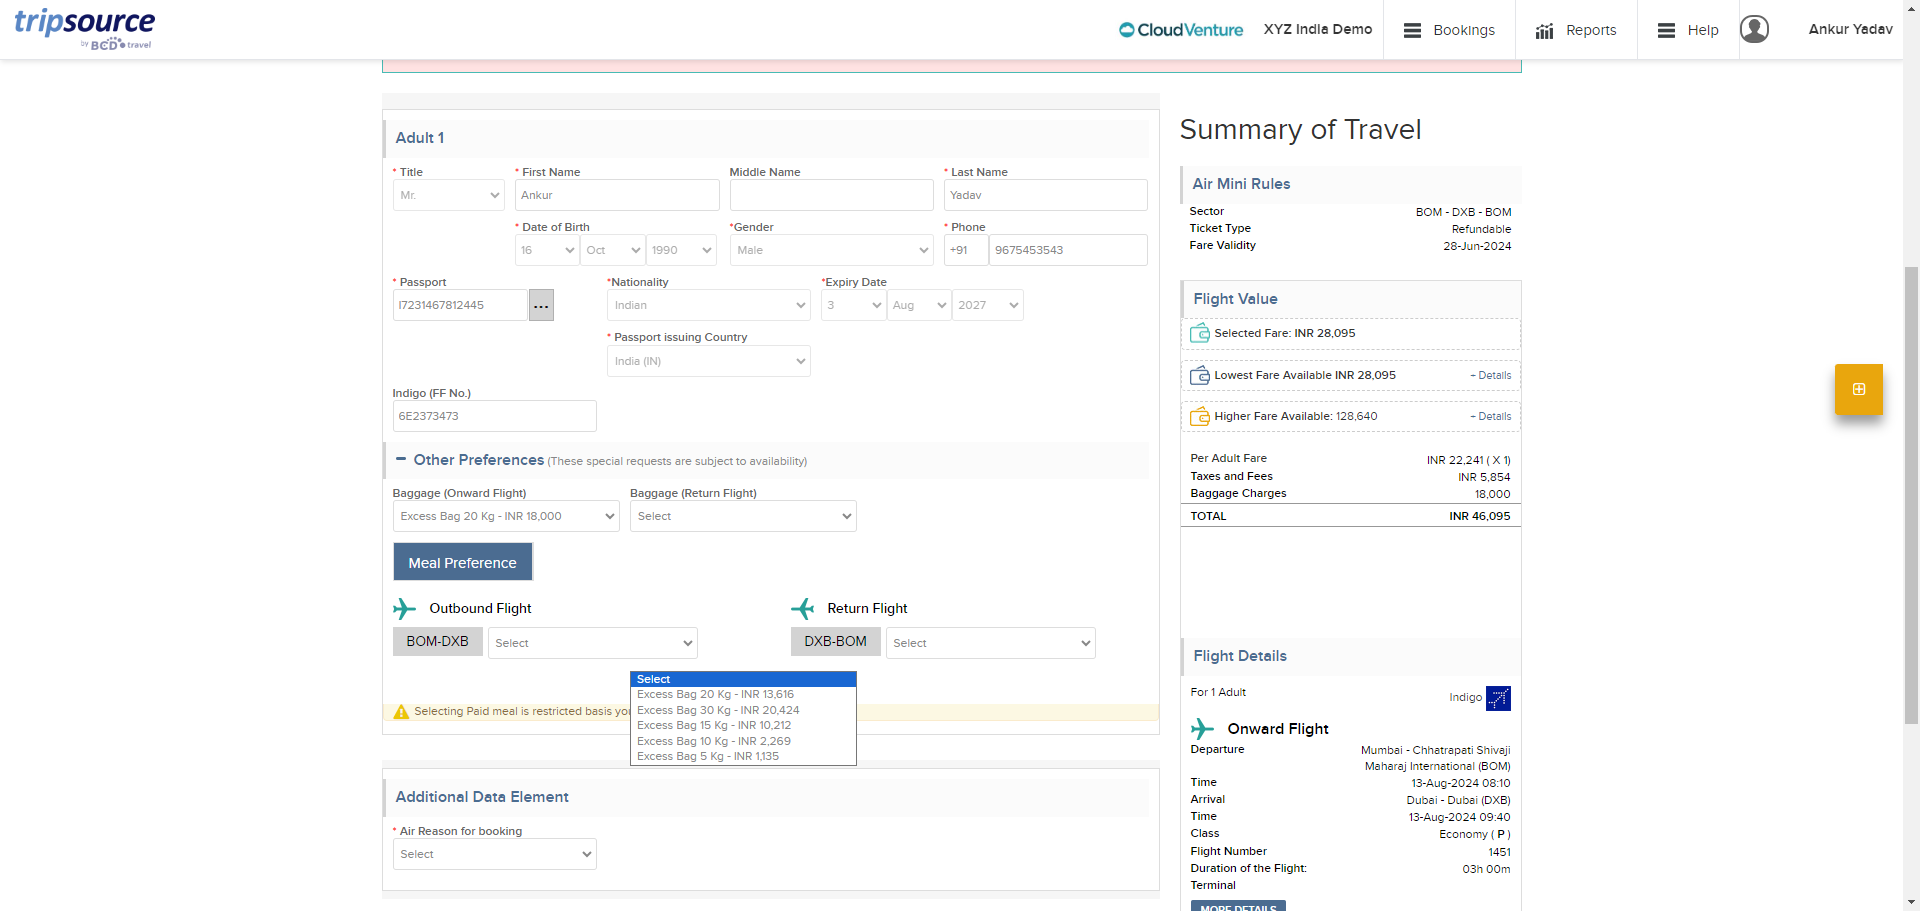 tripsource
by BCD travel
CloudVenture
XYZ India Demo
Bookings
Reports
Help
Ankur Yadav
Adult 1
* Title
* First Name
Middle Name
* Last Name
Mr.
Ankur
Yadav
* Date of Birth
*Gender
* Phone
16
Oct
1990
Male
+91
9675453543
* Passport
*Nationality
*Expiry Date
I7231467812445
...
Indian
3
Aug
2027
* Passport issuing Country
India (IN)
Indigo (FF No.)
6E2373473
− Other Preferences (These special requests are subject to availability)
Baggage (Onward Flight)
Baggage (Return Flight)
Excess Bag 20 Kg - INR 18,000
Select
Meal Preference
Outbound Flight
Return Flight
BOM-DXB
Select
DXB-BOM
Select
Select
Excess Bag 20 Kg - INR 13,616
Excess Bag 30 Kg - INR 20,424
Excess Bag 15 Kg - INR 10,212
Excess Bag 10 Kg - INR 2,269
Excess Bag 5 Kg - INR 1,135
Selecting Paid meal is restricted basis
Additional Data Element
* Air Reason for booking
Select
Summary of Travel
Air Mini Rules
Sector BOM - DXB - BOM
Ticket Type Refundable
Fare Validity 28-Jun-2024
Flight Value
Selected Fare: INR 28,095
Lowest Fare Available INR 28,095 + Details
Higher Fare Available: 128,640 + Details
Per Adult Fare INR 22,241 ( X 1)
Taxes and Fees INR 5,854
Baggage Charges 18,000
TOTAL INR 46,095
Flight Details
For 1 Adult Indigo
Onward Flight
Departure Mumbai - Chhatrapati Shivaji
Maharaj International (BOM)
Time 13-Aug-2024 08:10
Arrival Dubai - Dubai (DXB)
Time 13-Aug-2024 09:40
Class Economy ( P )
Flight Number 1451
Duration of the Flight: 03h 00m
Terminal
MORE DETAILS